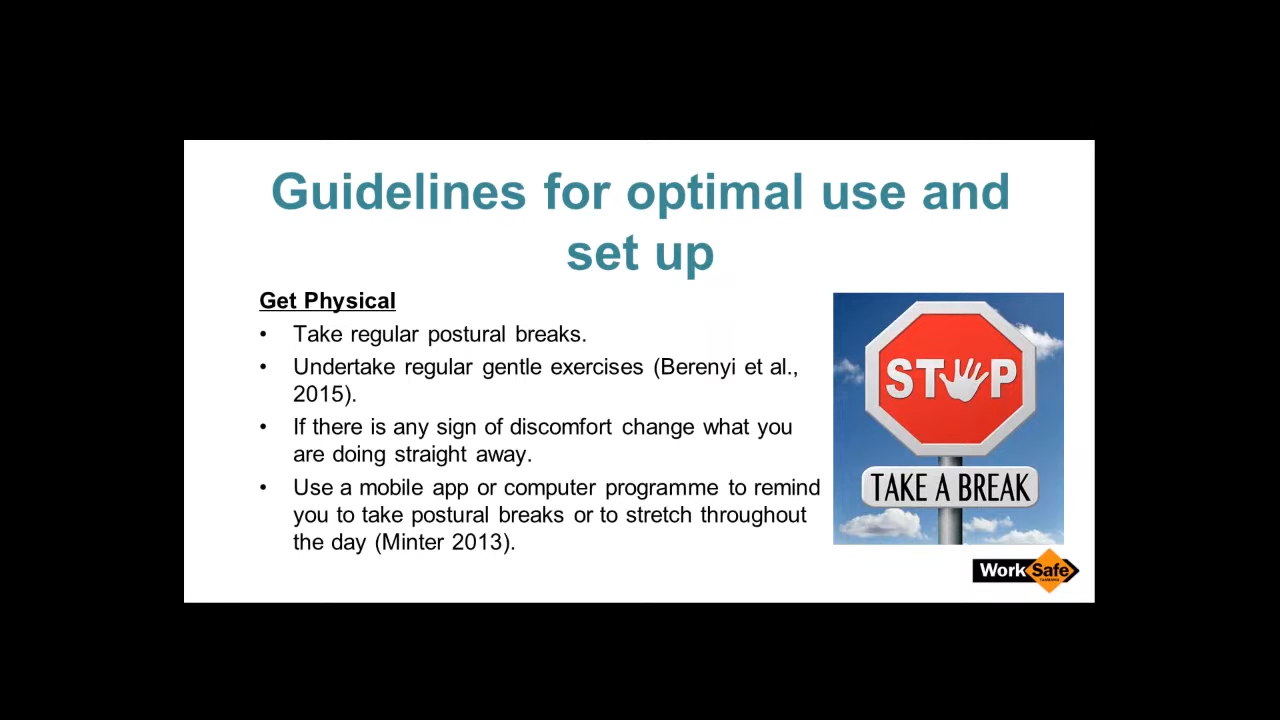 Guidelines for optimal use and
set up
Get Physical
• Take regular postural breaks.
• Undertake regular gentle exercises (Berenyi et al.,
2015).
• If there is any sign of discomfort change what you
are doing straight away.
• Use a mobile app or computer programme to remind
you to take postural breaks or to stretch throughout
the day (Minter 2013).
STOP
TAKE A BREAK
WorkSafe
TASMANIA